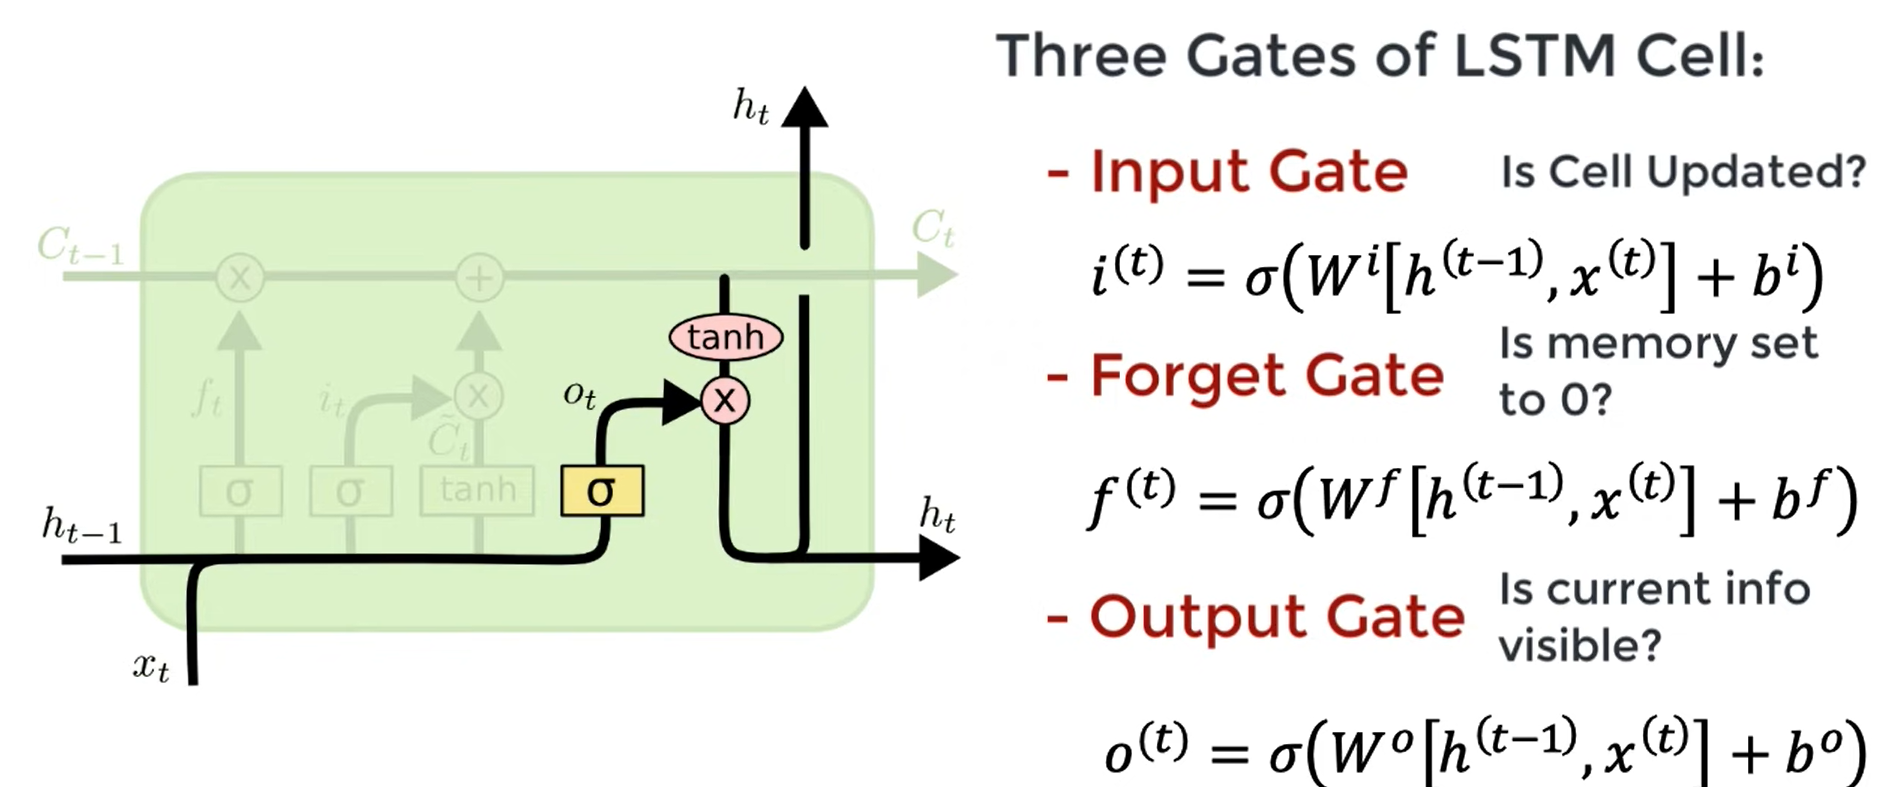 Three Gates of LSTM Cell:
- Input Gate Is Cell Updated?
i^(t) = σ(W^i[h^(t−1), x^(t)] + b^i)
- Forget Gate Is memory set
to 0?
f^(t) = σ(W^f[h^(t−1), x^(t)] + b^f)
- Output Gate Is current info
visible?
o^(t) = σ(W^o[h^(t−1), x^(t)] + b^o)
h_t
C_{t−1}
C_t
x
+
tanh
f_t
i_t
x
o_t
x
C̃_t
σ
σ
tanh
σ
h_{t−1}
h_t
x_t